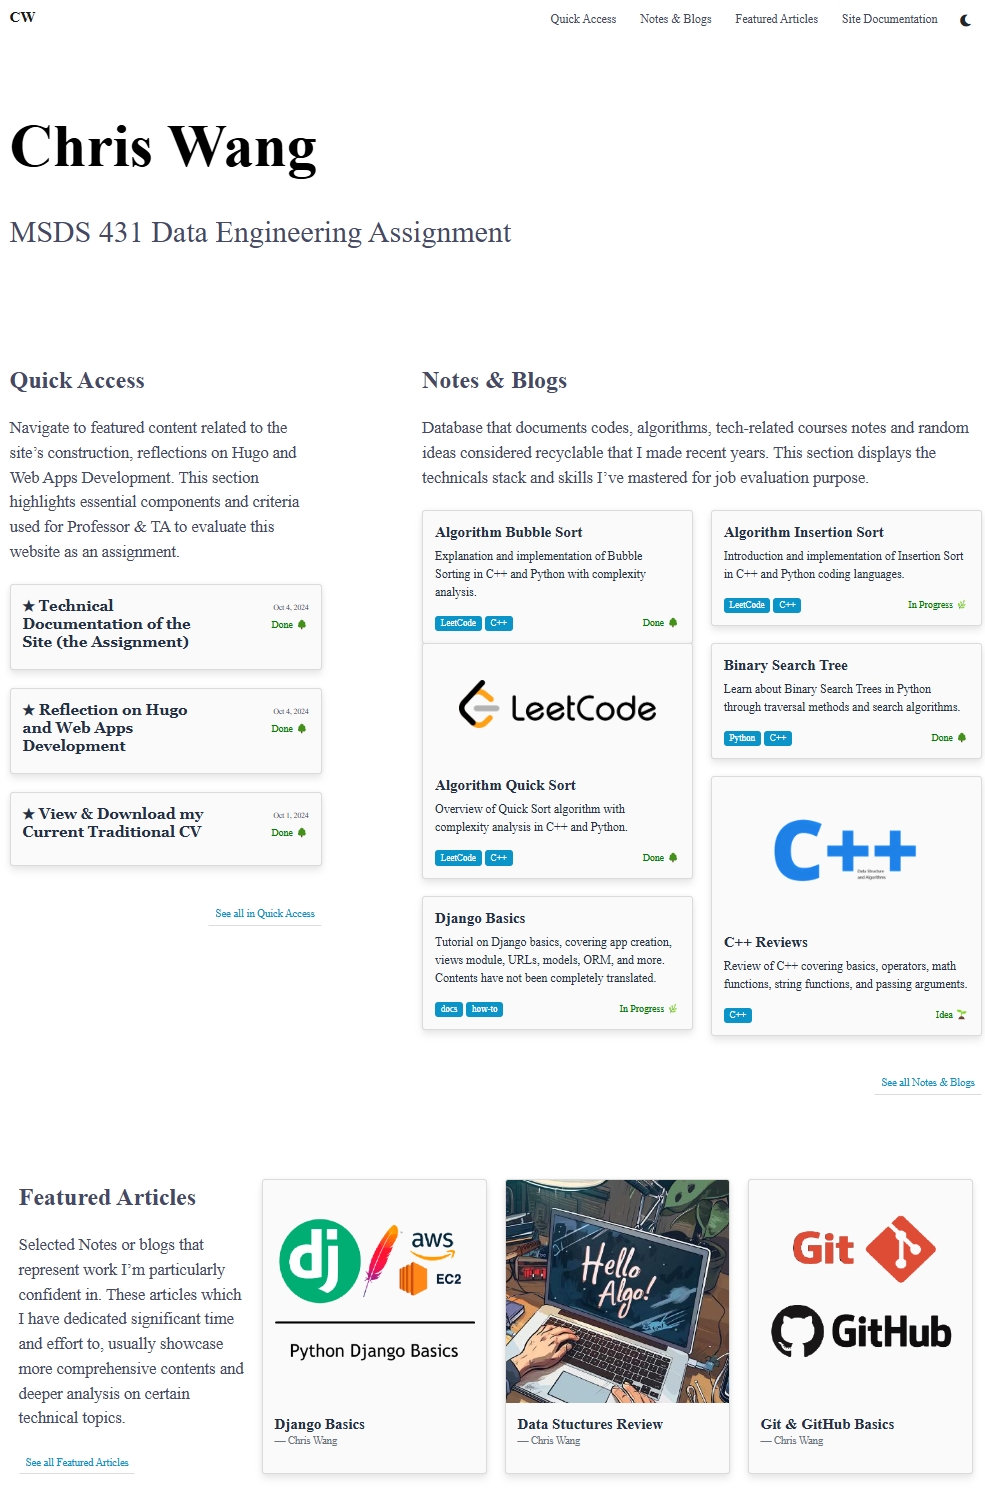 CW
Quick Access
Notes & Blogs
Featured Articles
Site Documentation
Chris Wang
MSDS 431 Data Engineering Assignment
Quick Access
Navigate to featured content related to the
site’s construction, reflections on Hugo and
Web Apps Development. This section
highlights essential components and criteria
used for Professor & TA to evaluate this
website as an assignment.
★ Technical
Documentation of the
Site (the Assignment)
Oct 4, 2024
Done
★ Reflection on Hugo
and Web Apps
Development
Oct 4, 2024
Done
★ View & Download my
Current Traditional CV
Oct 1, 2024
Done
See all in Quick Access
Notes & Blogs
Database that documents codes, algorithms, tech-related courses notes and random
ideas considered recyclable that I made recent years. This section displays the
technicals stack and skills I’ve mastered for job evaluation purpose.
Algorithm Bubble Sort
Explanation and implementation of Bubble
Sorting in C++ and Python with complexity
analysis.
LeetCode C++
Done
LeetCode
Algorithm Quick Sort
Overview of Quick Sort algorithm with
complexity analysis in C++ and Python.
LeetCode C++
Done
Django Basics
Tutorial on Django basics, covering app creation,
views module, URLs, models, ORM, and more.
Contents have not been completely translated.
docs how-to
In Progress
Algorithm Insertion Sort
Introduction and implementation of Insertion Sort
in C++ and Python coding languages.
LeetCode C++
In Progress
Binary Search Tree
Learn about Binary Search Trees in Python
through traversal methods and search algorithms.
Python C++
Done
C++
Data Structure
and Algorithms
C++ Reviews
Review of C++ covering basics, operators, math
functions, string functions, and passing arguments.
C++
Idea
See all Notes & Blogs
Featured Articles
Selected Notes or blogs that
represent work I’m particularly
confident in. These articles which
I have dedicated significant time
and effort to, usually showcase
more comprehensive contents and
deeper analysis on certain
technical topics.
See all Featured Articles
dj
aws
EC2
Python Django Basics
Django Basics
— Chris Wang
Hello
Algo!
Data Stuctures Review
— Chris Wang
Git
GitHub
Git & GitHub Basics
— Chris Wang